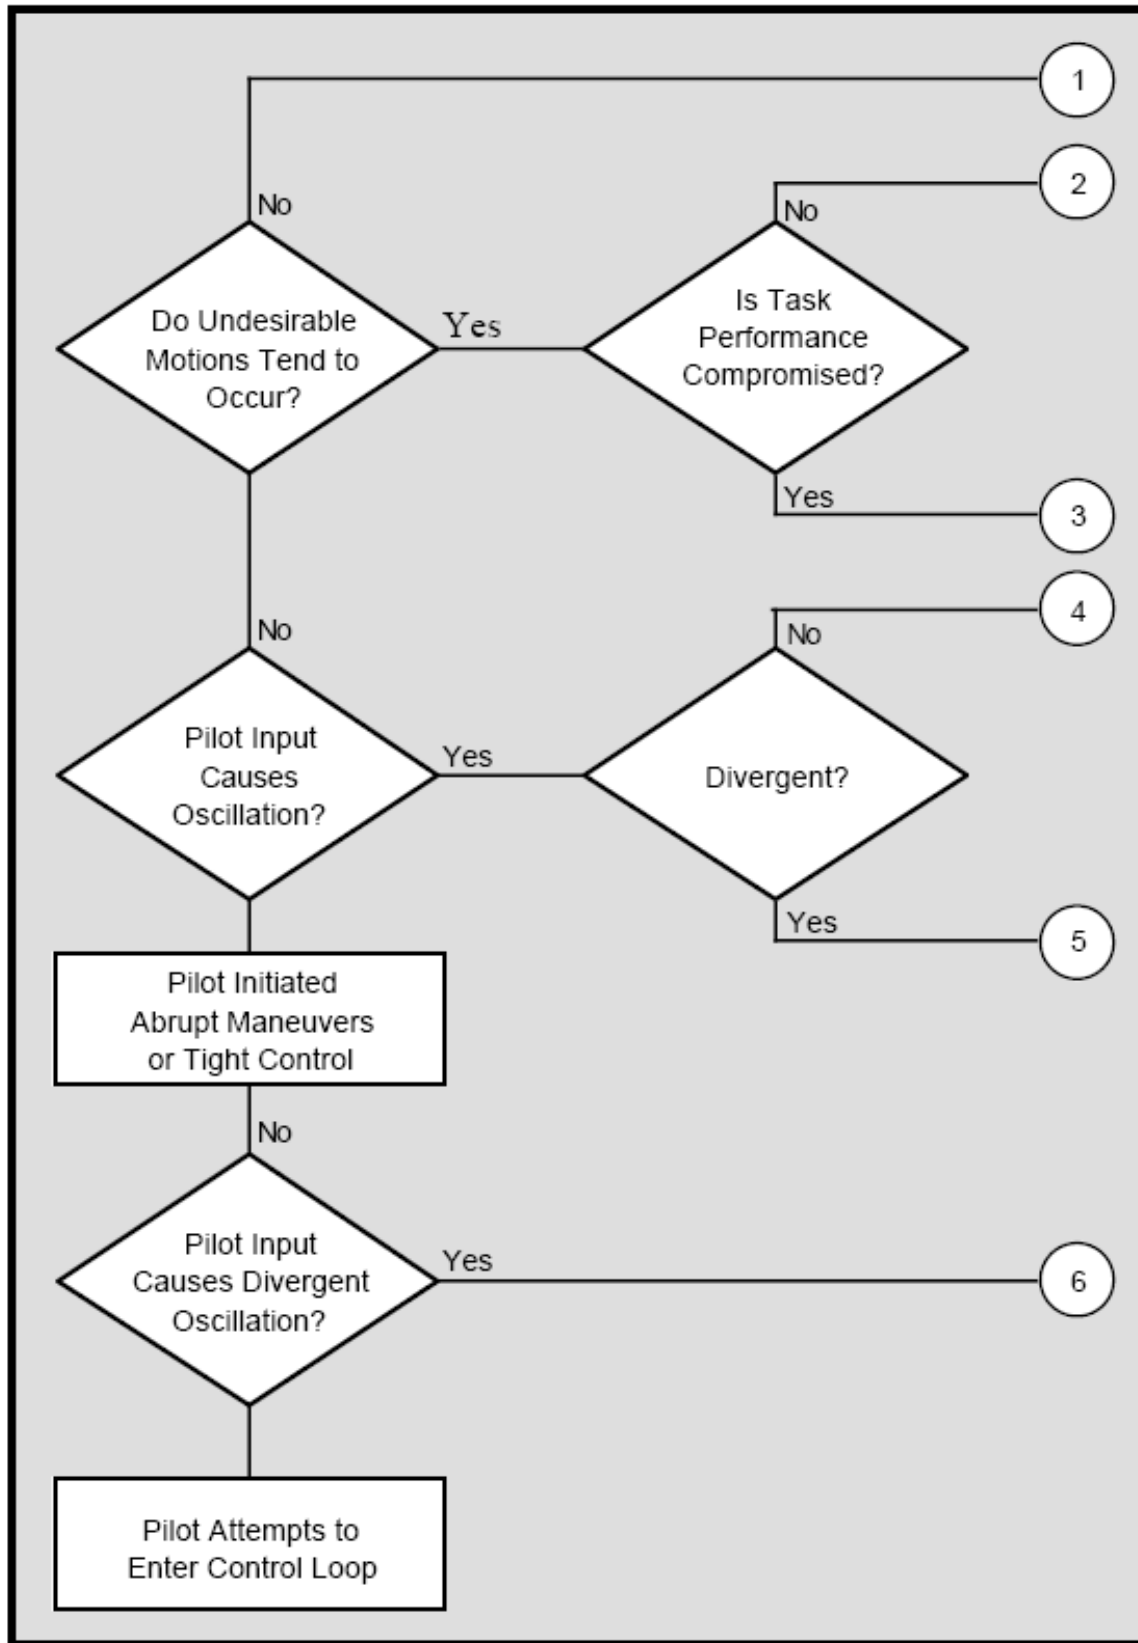 1
2
No
No
Do Undesirable
Motions Tend to
Occur?
Yes
Is Task
Performance
Compromised?
Yes
3
4
No
No
Pilot Input
Causes
Oscillation?
Yes
Divergent?
Yes
5
Pilot Initiated
Abrupt Maneuvers
or Tight Control
No
Pilot Input
Causes Divergent
Oscillation?
Yes
6
Pilot Attempts to
Enter Control Loop